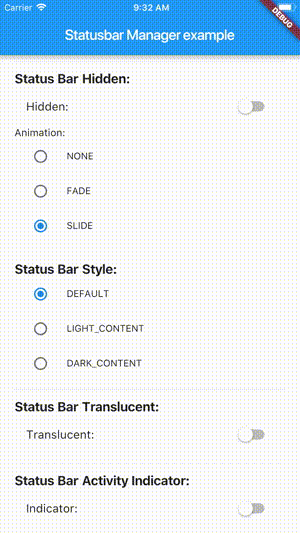 Carrier 9:32 AM
DEBUG
Statusbar Manager example
Status Bar Hidden:
Hidden:
Animation:
NONE
FADE
SLIDE
Status Bar Style:
DEFAULT
LIGHT_CONTENT
DARK_CONTENT
Status Bar Translucent:
Translucent:
Status Bar Activity Indicator:
Indicator: